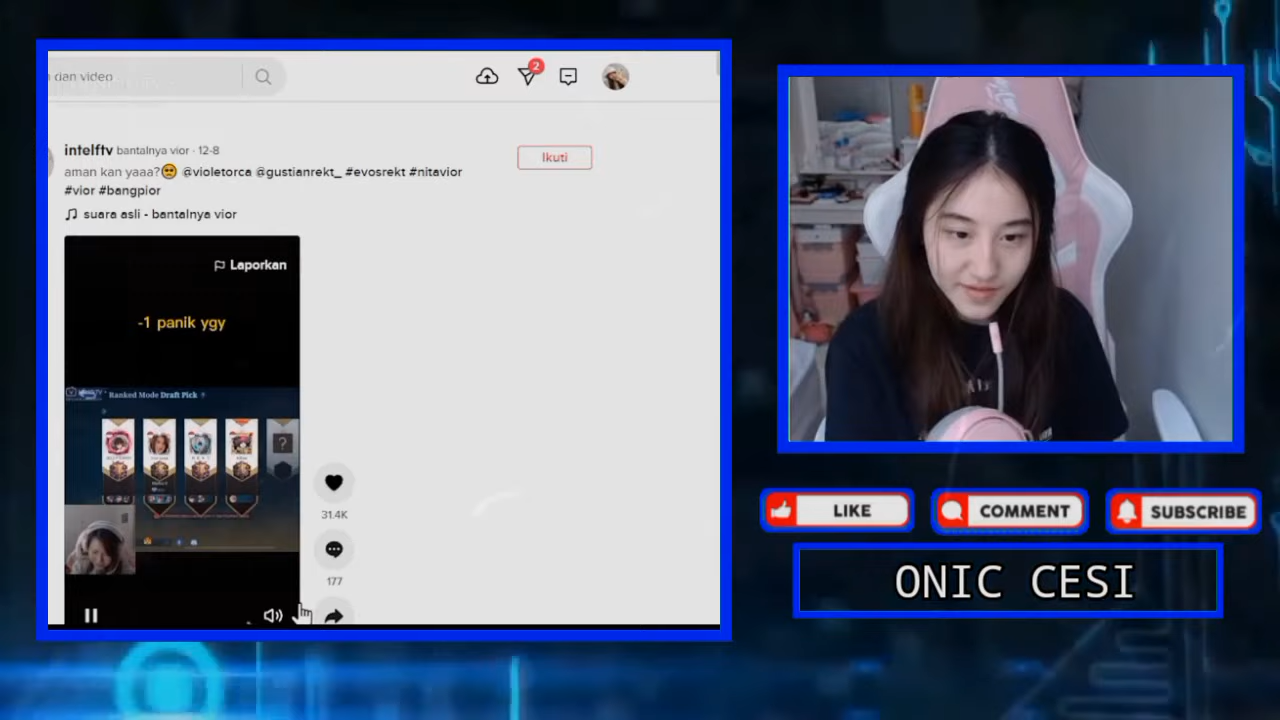 dan video
2
intelftv bantalnya vior · 12-8
Ikuti
aman kan yaaa?🥺 @violetorca @gustianrekt_ #evosrekt #nitavior
#vior #bangpior
♫ suara asli - bantalnya vior
Laporkan
-1 panik ygy
Ranked Mode Draft Pick
?
31.4K
177
LIKE
COMMENT
SUBSCRIBE
ONIC CESI